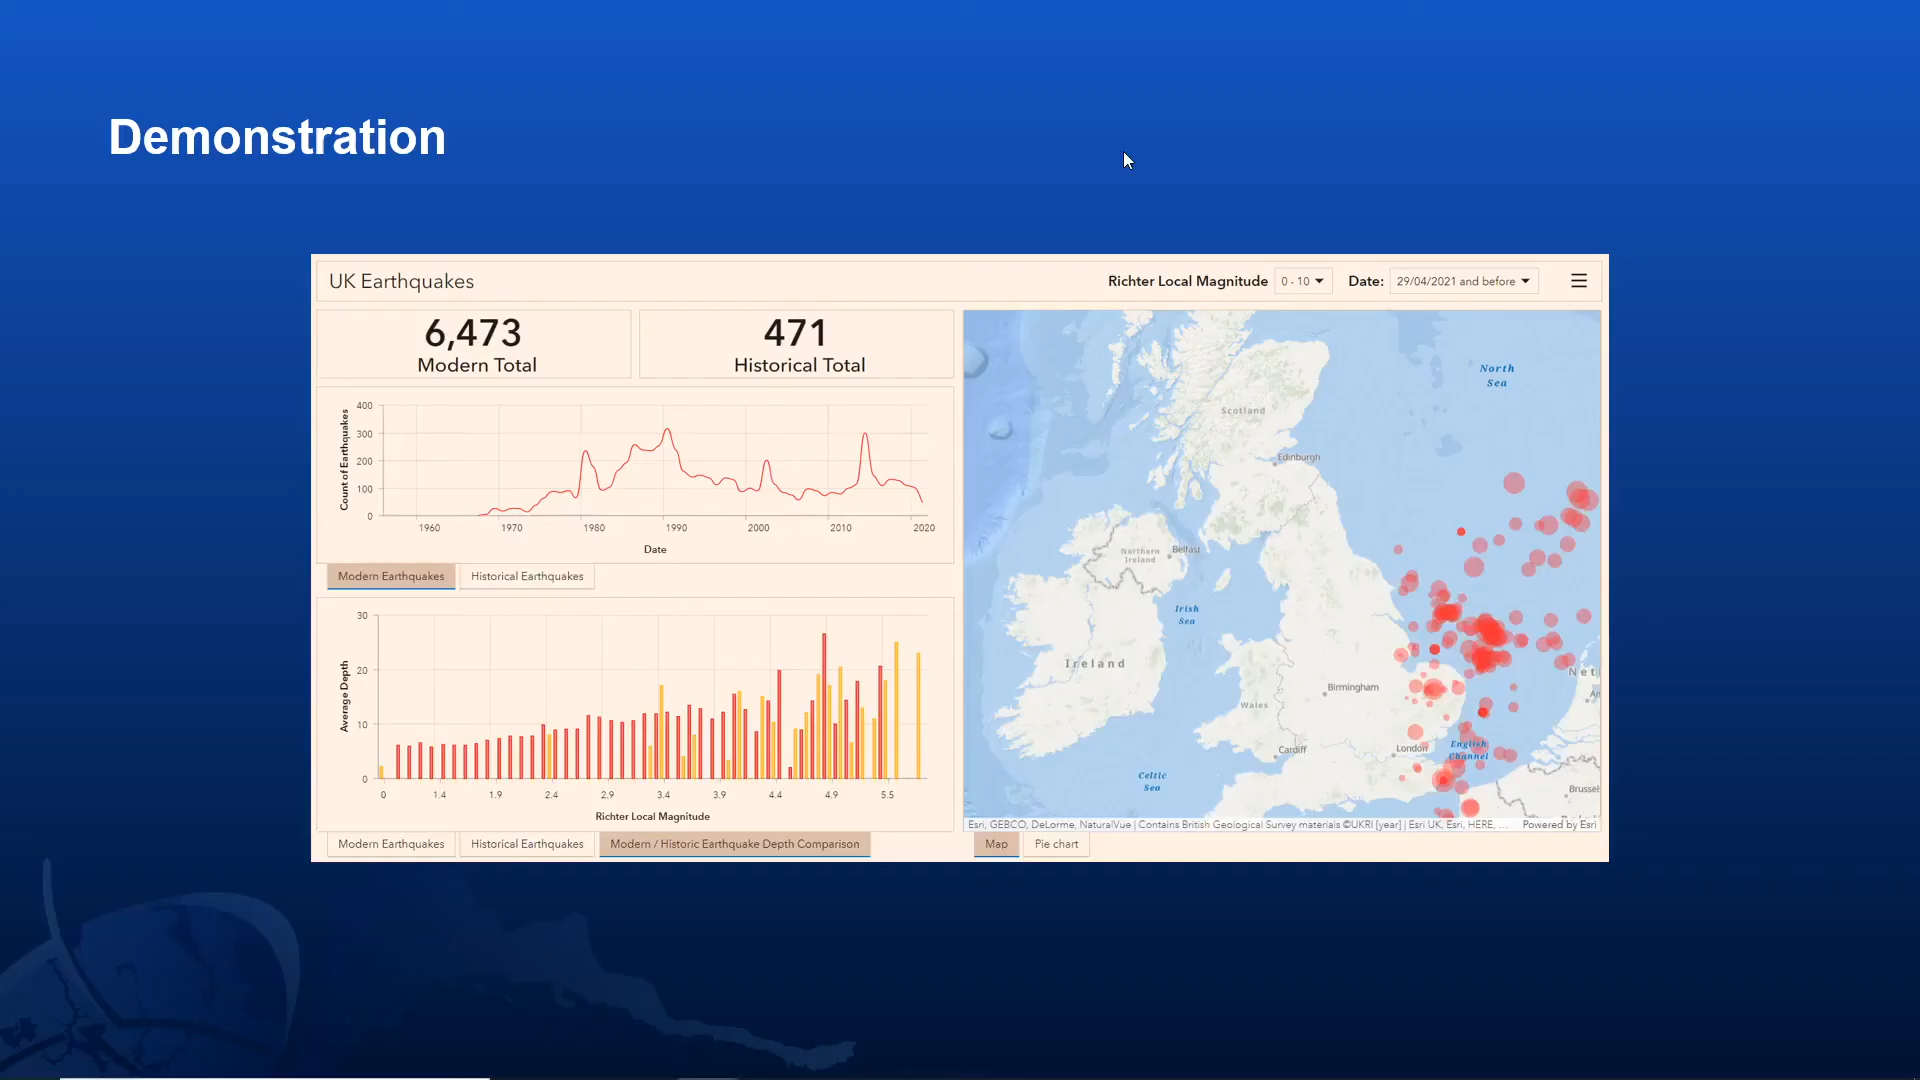 Demonstration
UK Earthquakes
Richter Local Magnitude 0 - 10 Date: 29/04/2021 and before
6,473
Modern Total
471
Historical Total
Count of Earthquakes
400
300
200
100
0
1960 1970 1980 1990 2000 2010 2020
Date
Modern Earthquakes Historical Earthquakes
Average Depth
30
20
10
0
0 1.4 1.9 2.4 2.9 3.4 3.9 4.4 4.9 5.5
Richter Local Magnitude
Modern Earthquakes Historical Earthquakes Modern / Historic Earthquake Depth Comparison
North
Sea
Scotland
Edinburgh
Northern
Ireland
Belfast
Irish
Sea
Ireland
Birmingham
Wales
Cardiff
London
English
Channel
Celtic
Sea
Net
Brussel
Esri, GEBCO, DeLorme, NaturalVue | Contains British Geological Survey materials ©UKRI [year] | Esri UK, Esri, HERE, ... Powered by Esri
Map Pie chart